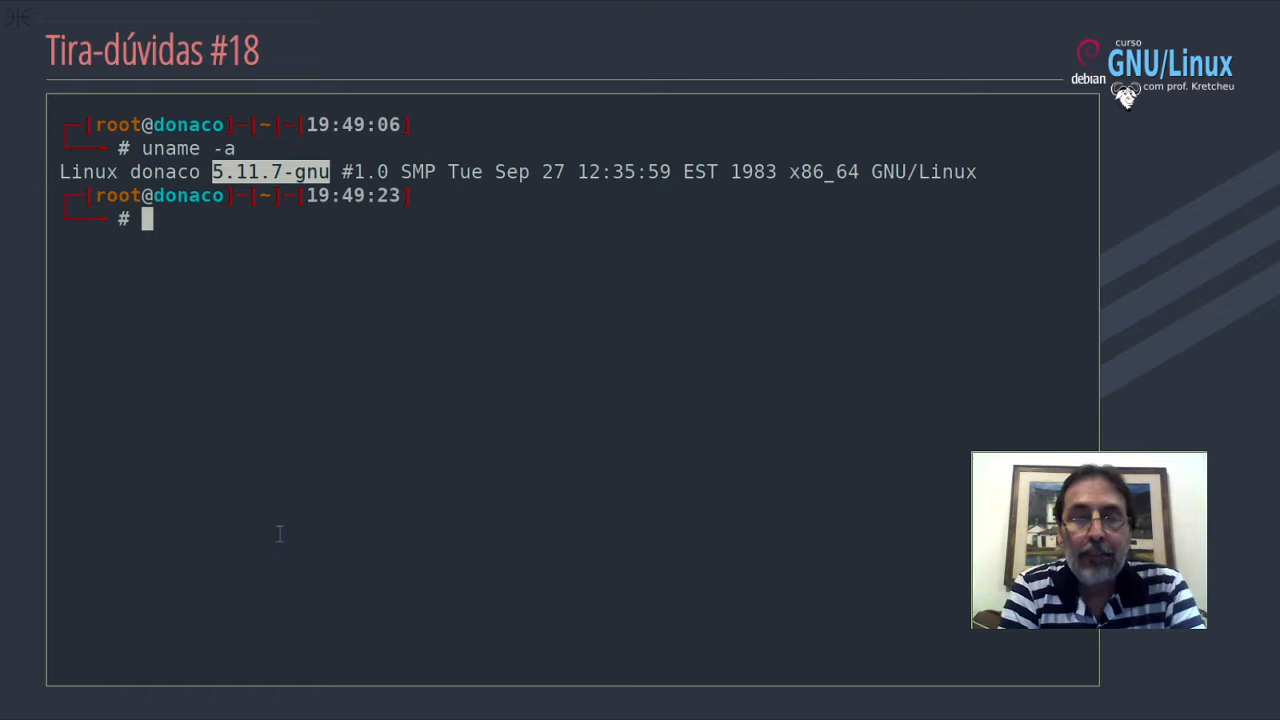 Tira-dúvidas #18
curso
GNU/Linux
debian
com prof. Kretcheu
┌─[root@donaco]─[~]─[19:49:06]
└──╼ # uname -a
Linux donaco 5.11.7-gnu #1.0 SMP Tue Sep 27 12:35:59 EST 1983 x86_64 GNU/Linux
┌─[root@donaco]─[~]─[19:49:23]
└──╼ #